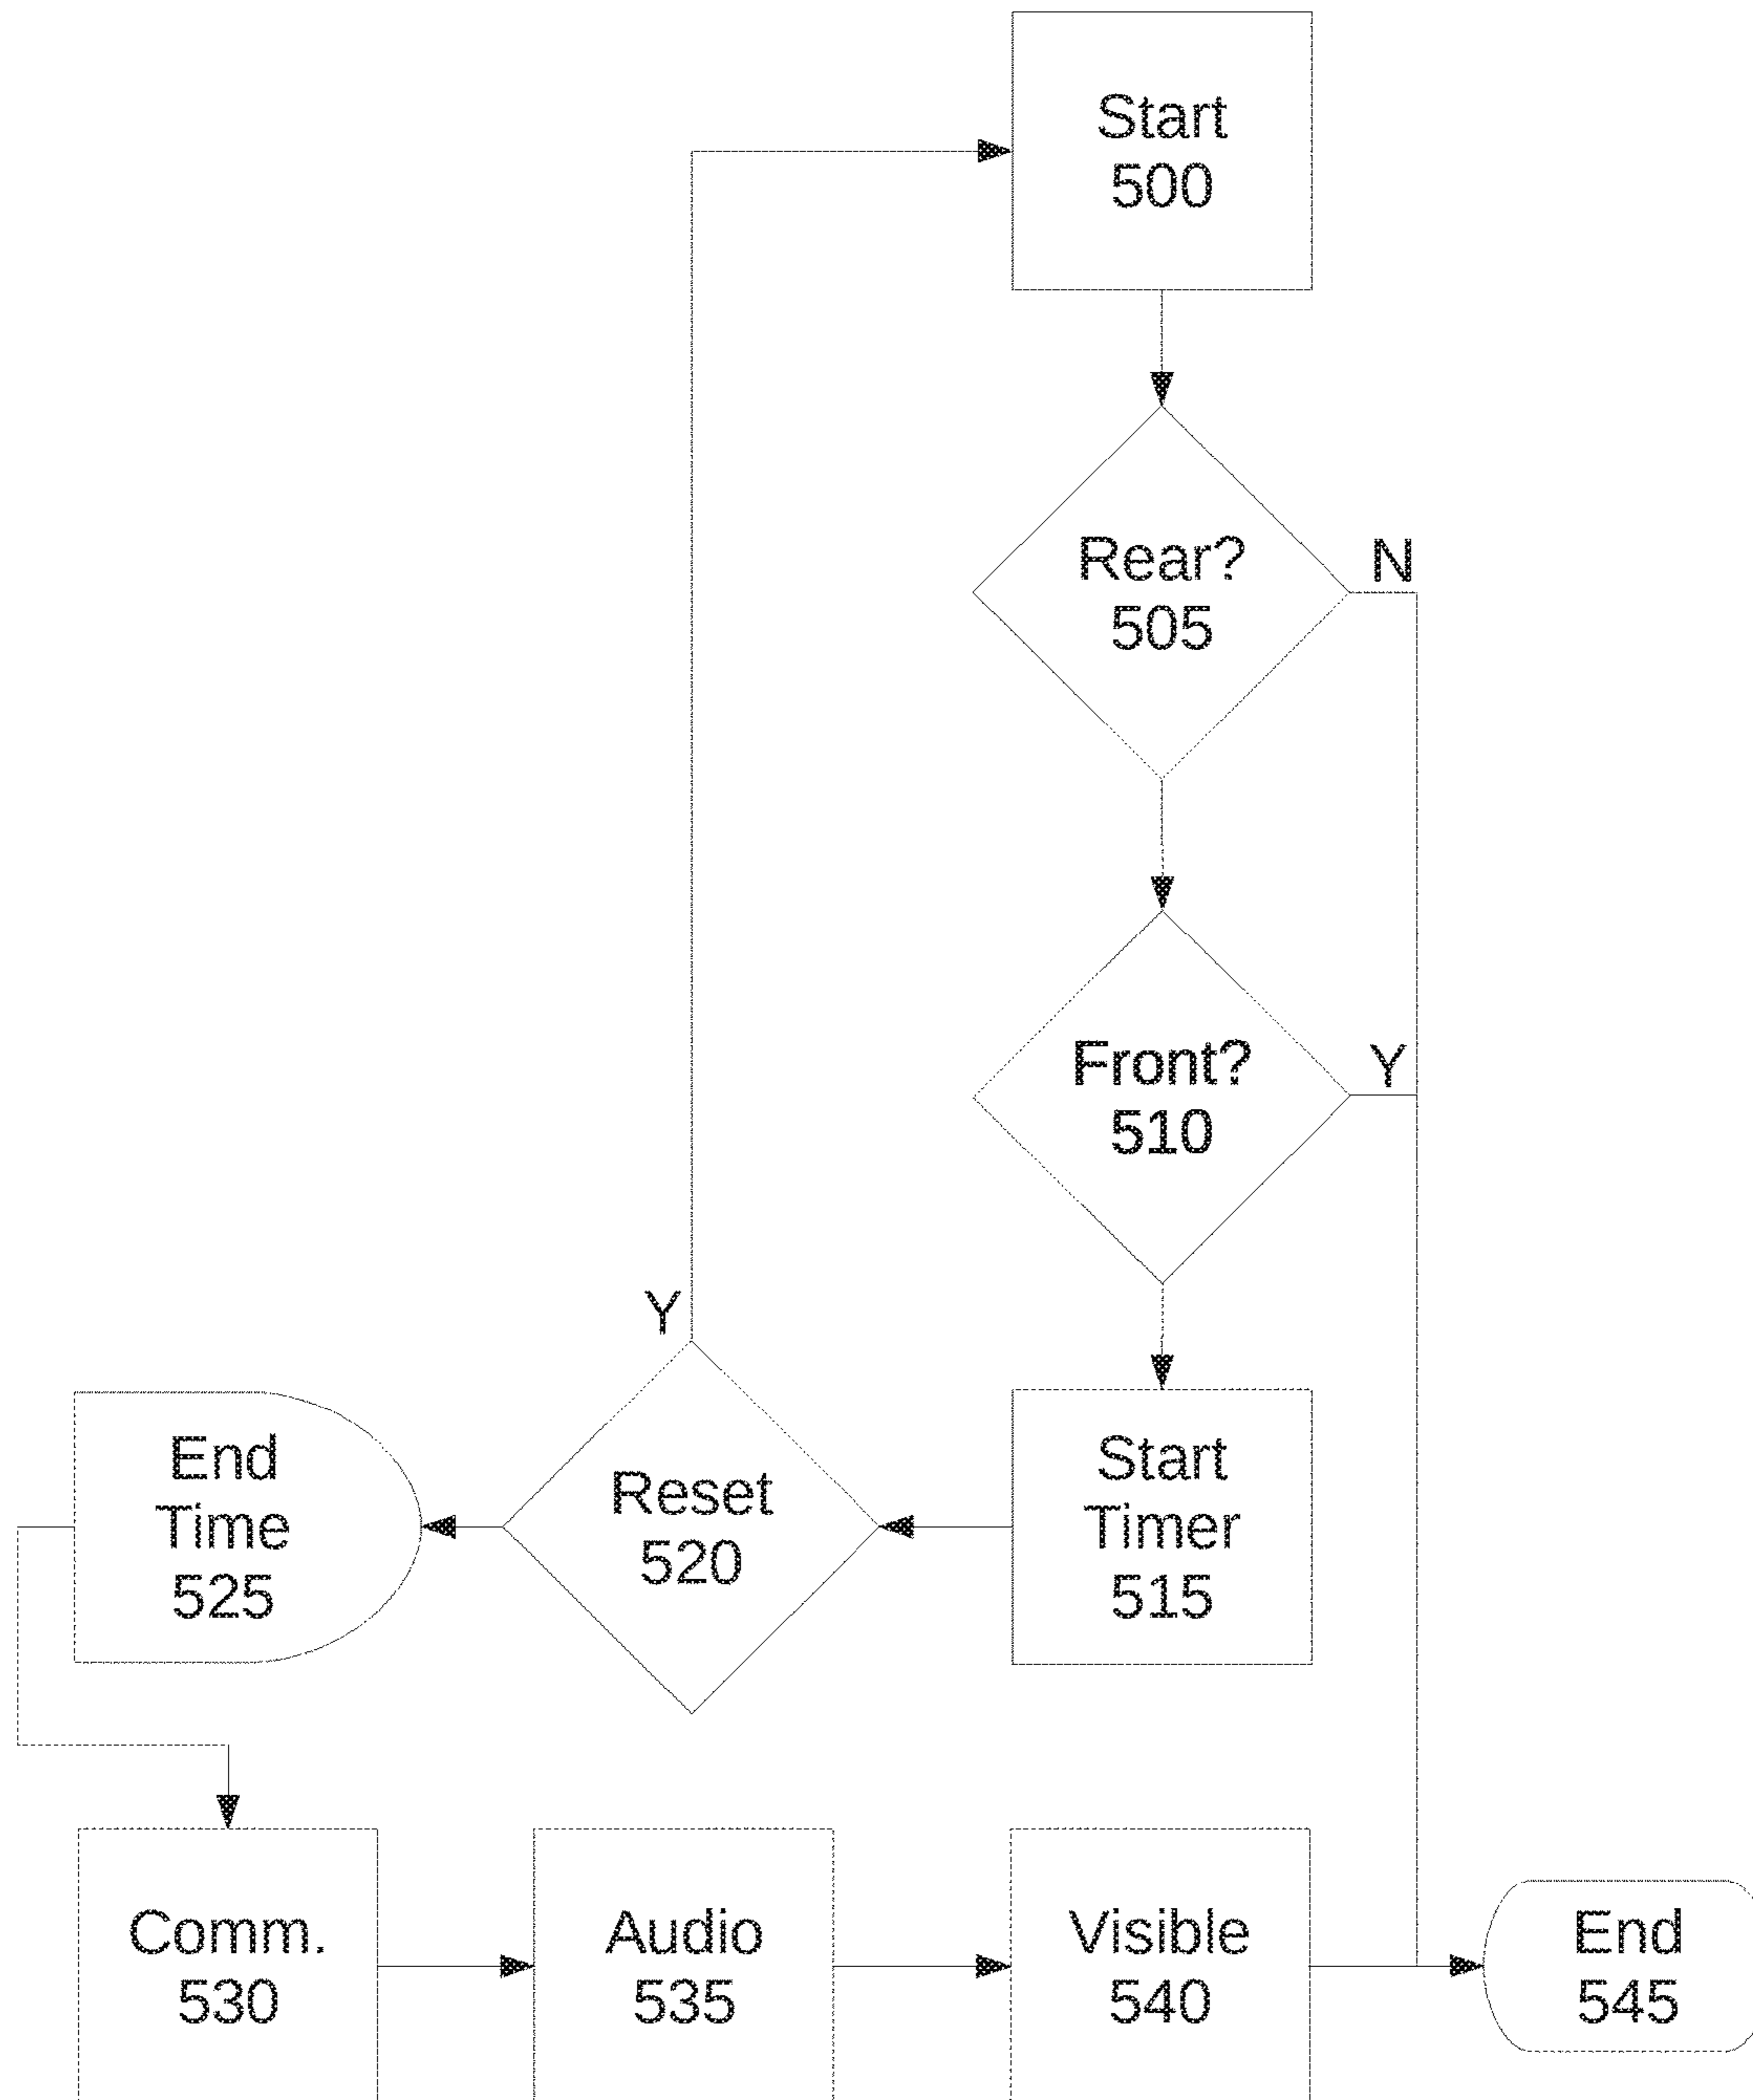 Start
500
Rear?
505
N
Front?
510
Y
Y
End
Time
525
Reset
520
Start
Timer
515
Comm.
530
Audio
535
Visible
540
End
545